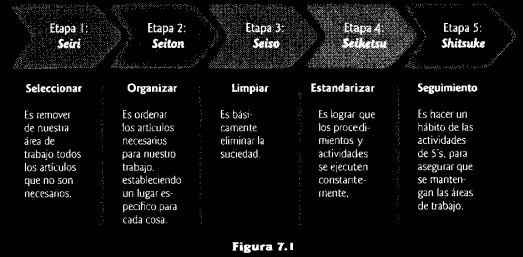 Etapa 1:
Seiri
Etapa 2:
Seiton
Etapa 3:
Seiso
Etapa 4:
Seiketsu
Etapa 5:
Shitsuke
Seleccionar
Es remover
de nuestra
área de
trabajo todos
los artículos
que no son
necesarios.
Organizar
Es ordenar
los artículos
necesarios
para nuestro
trabajo,
estableciendo
un lugar es-
pecífico para
cada cosa.
Limpiar
Es bási-
camente
eliminar la
suciedad.
Estandarizar
Es lograr que
los procedi-
mientos y
actividades
se ejecuten
constante-
mente,
Seguimiento
Es hacer un
hábito de las
actividades
de 5's, para
asegurar que
se manten-
gan las áreas
de trabajo.
Figura 7.1